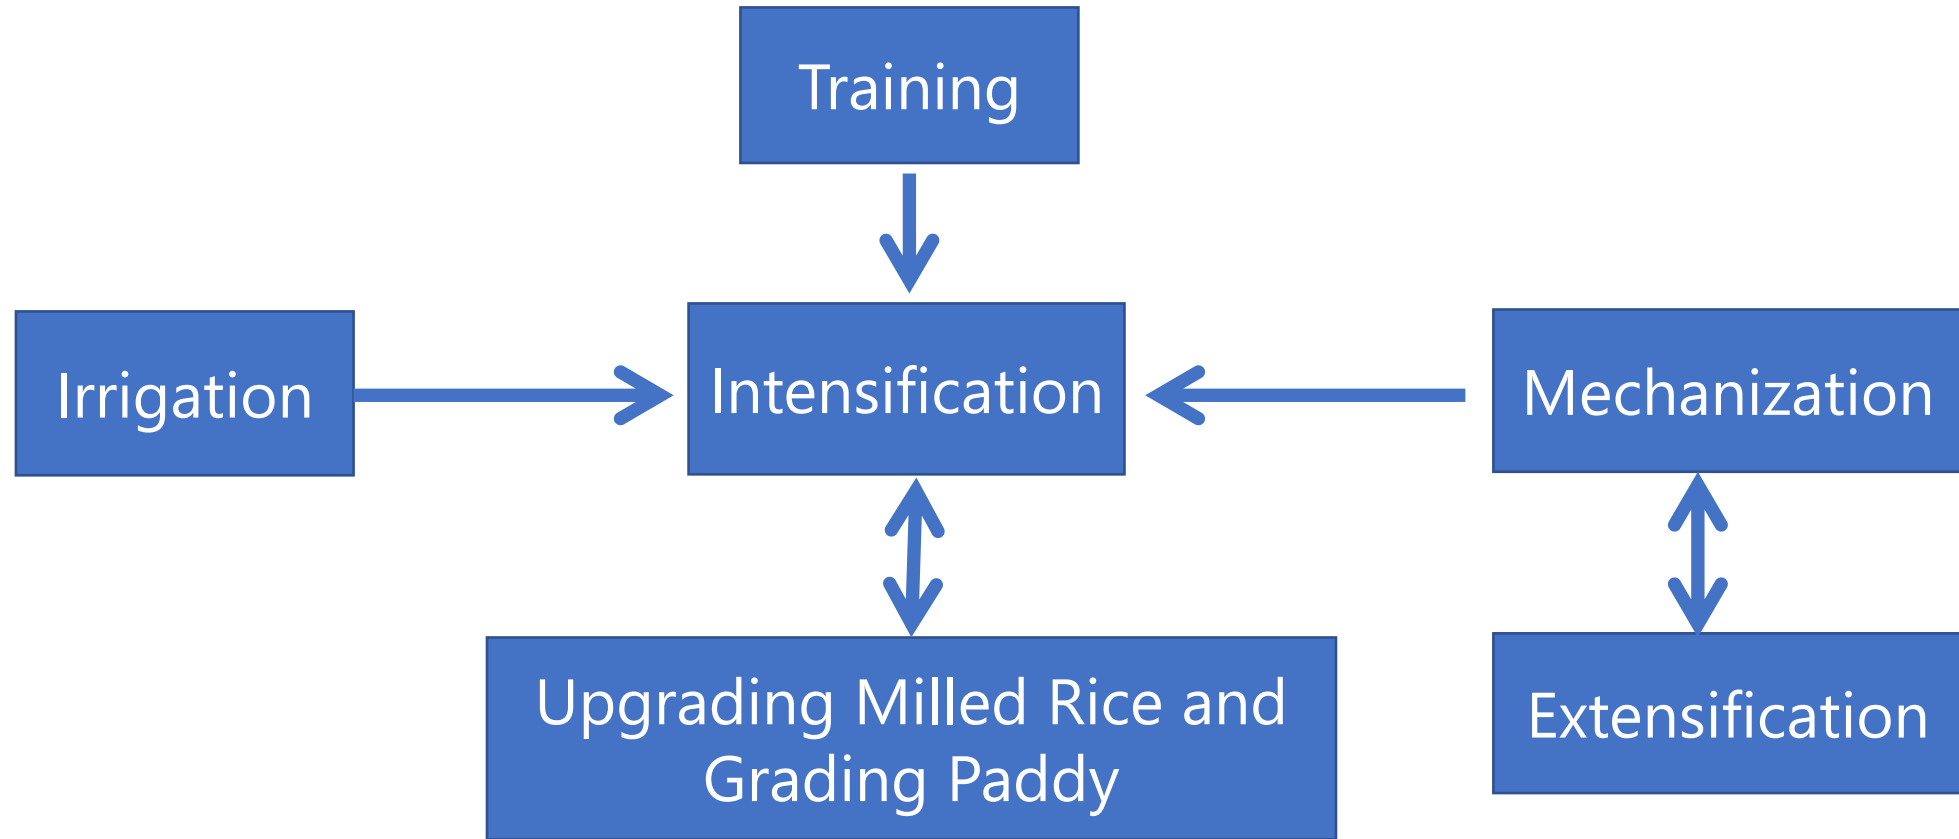 Training
Irrigation
Intensification
Mechanization
Upgrading Milled Rice and
Grading Paddy
Extensification